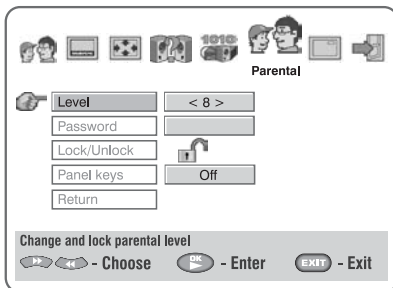 1010
Parental
Level < 8 >
Password
Lock/Unlock
Panel keys Off
Return
Change and lock parental level
- Choose OK - Enter EXIT - Exit